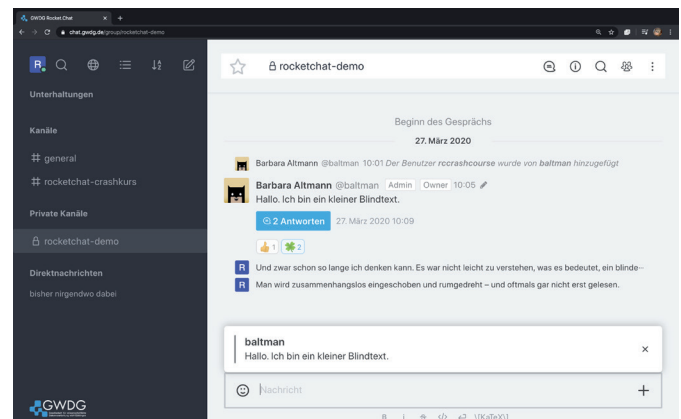 GWDG Rocket.Chat
chat.gwdg.de/group/rocketchat-demo
R
rocketchat-demo
Unterhaltungen
Kanäle
# general
# rocketchat-crashkurs
Private Kanäle
rocketchat-demo
Direktnachrichten
bisher nirgendwo dabei
GWDG
Beginn des Gesprächs
27. März 2020
Barbara Altmann @baltman 10:01 Der Benutzer rccrashcourse wurde von baltman hinzugefügt
Barbara Altmann @baltman Admin Owner 10:05
Hallo. Ich bin ein kleiner Blindtext.
2 Antworten 27. März 2020 10:09
1 2
R Und zwar schon so lange ich denken kann. Es war nicht leicht zu verstehen, was es bedeutet, ein blinde···
R Man wird zusammenhangslos eingeschoben und rumgedreht – und oftmals gar nicht erst gelesen.
baltman
Hallo. Ich bin ein kleiner Blindtext.
Nachricht
B i S </> \[KaTeX\]